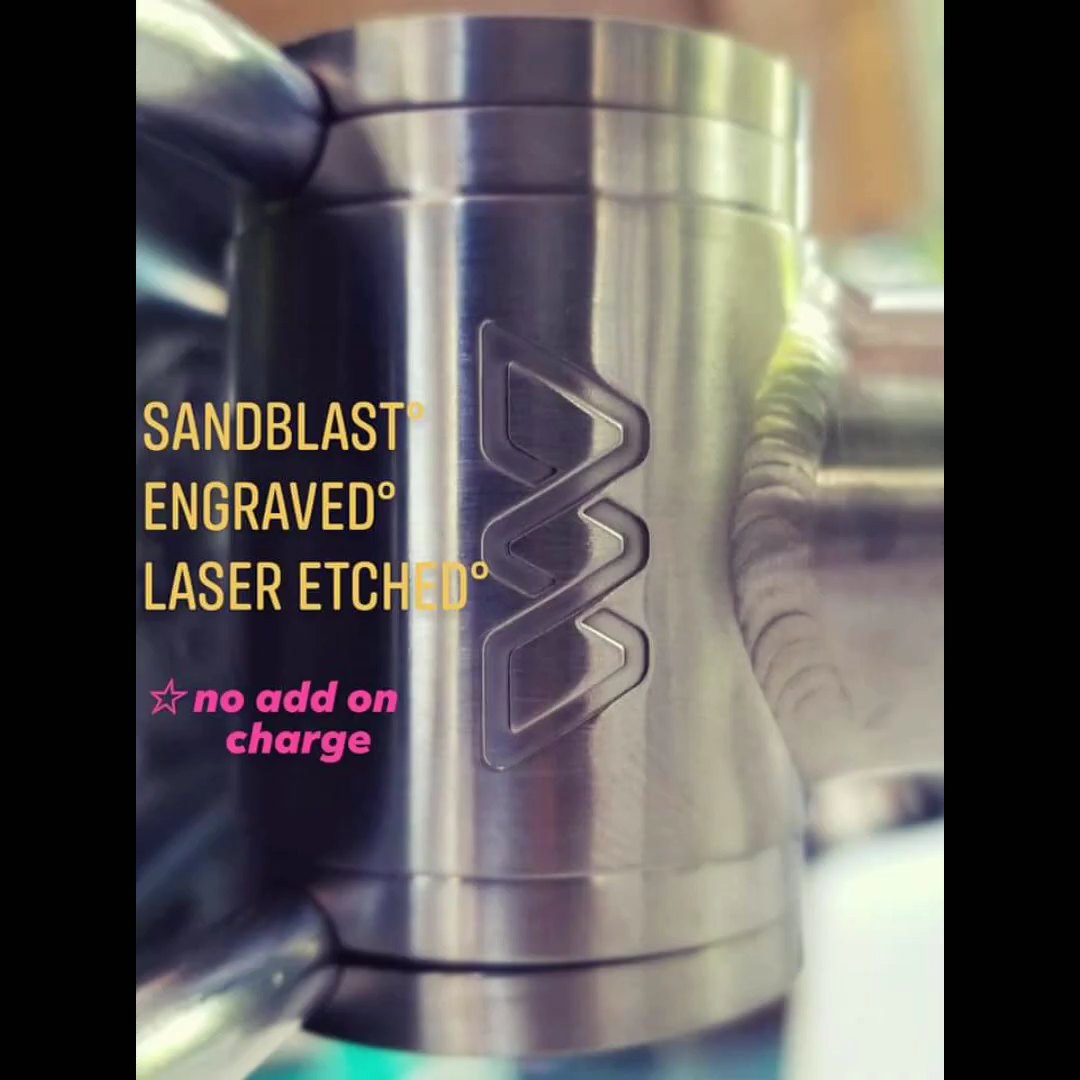 SANDBLAST°
ENGRAVED°
LASER ETCHED°
☆ no add on
charge